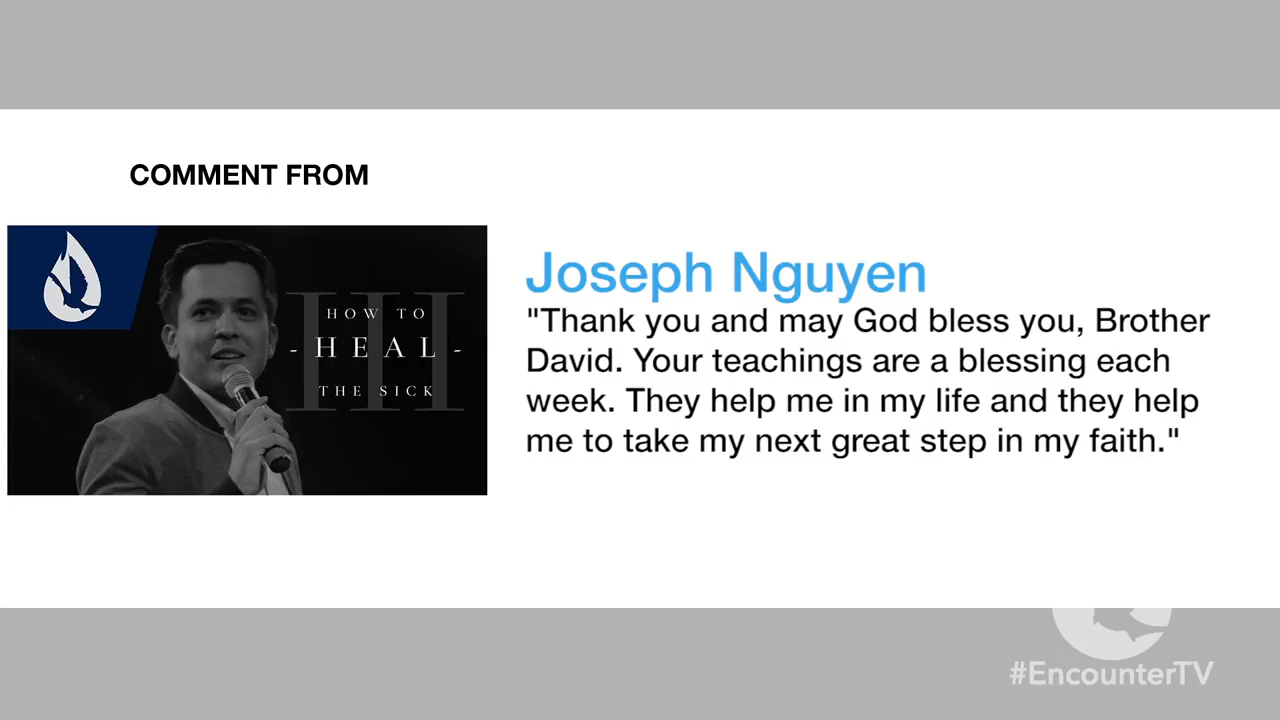 COMMENT FROM
HOW TO
- HEAL -
THE SICK
III
Joseph Nguyen
"Thank you and may God bless you, Brother
David. Your teachings are a blessing each
week. They help me in my life and they help
me to take my next great step in my faith."
#EncounterTV